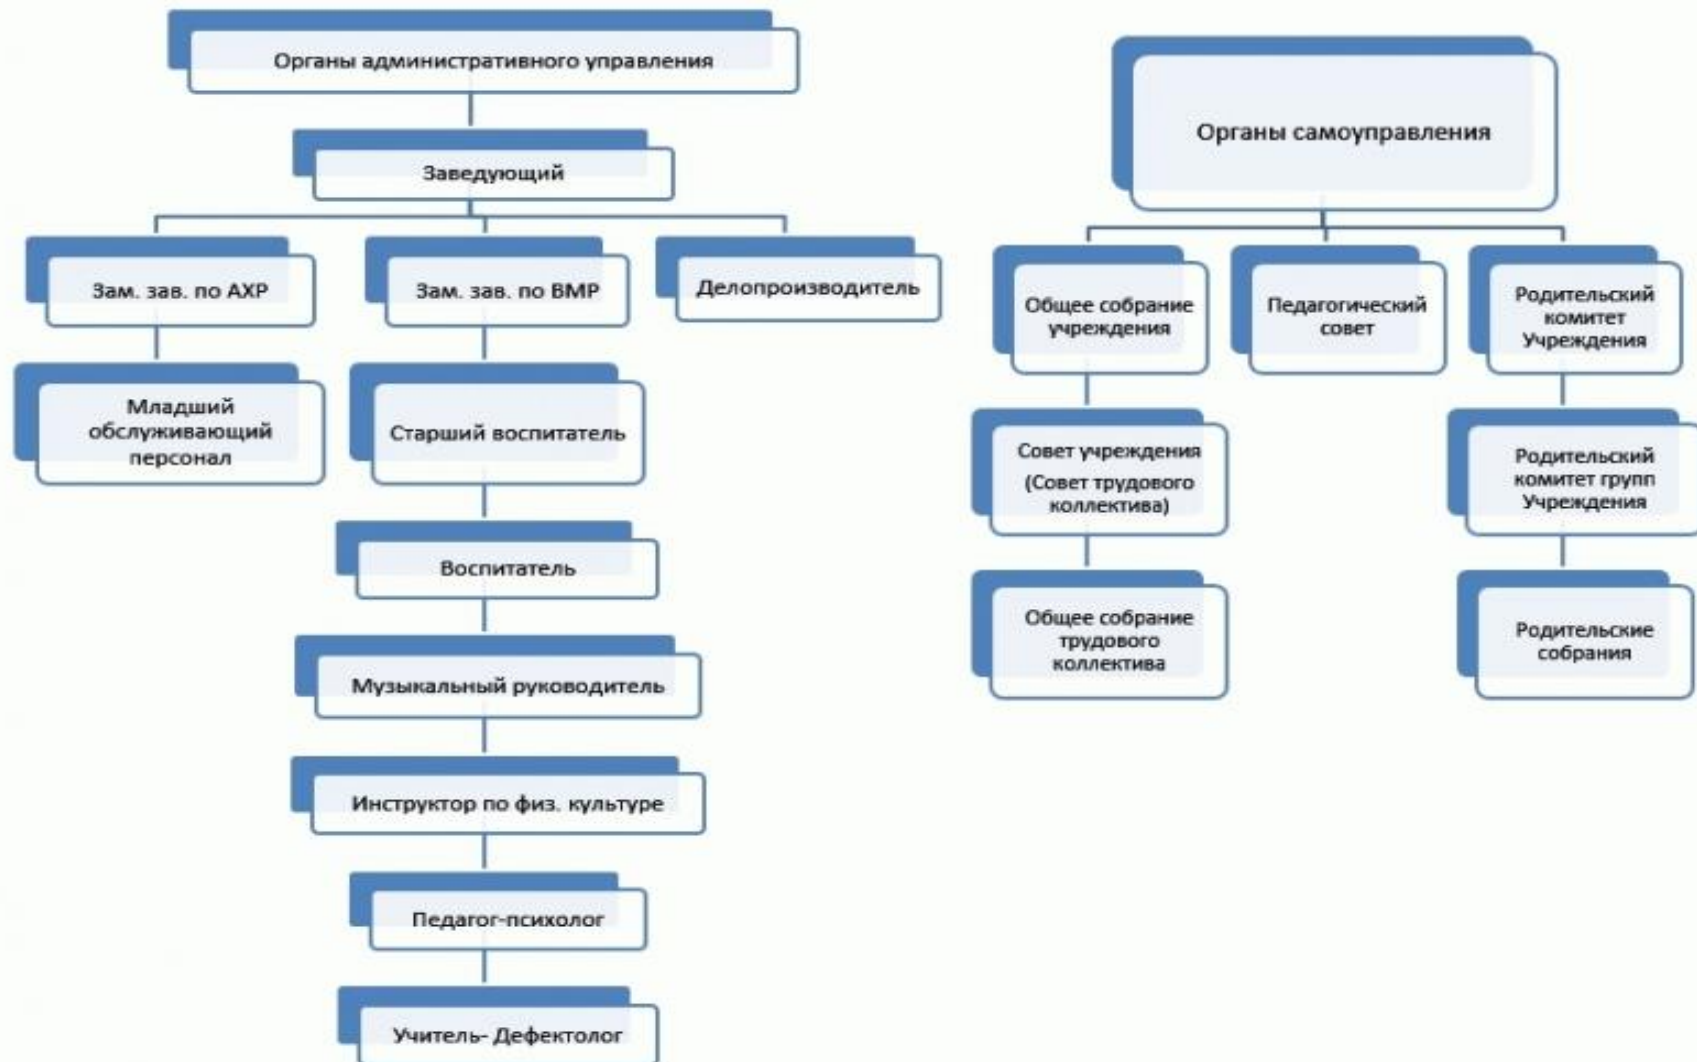 Органы административного управления
Заведующий
Зам. зав. по АХР
Зам. зав. по ВМР
Делопроизводитель
Младший
обслуживающий
персонал
Старший воспитатель
Воспитатель
Музыкальный руководитель
Инструктор по физ. культуре
Педагог-психолог
Учитель- Дефектолог
Органы самоуправления
Общее собрание
учреждения
Педагогический
совет
Родительский
комитет
Учреждения
Совет учреждения
(Совет трудового
коллектива)
Родительский
комитет групп
Учреждения
Общее собрание
трудового
коллектива
Родительские
собрания